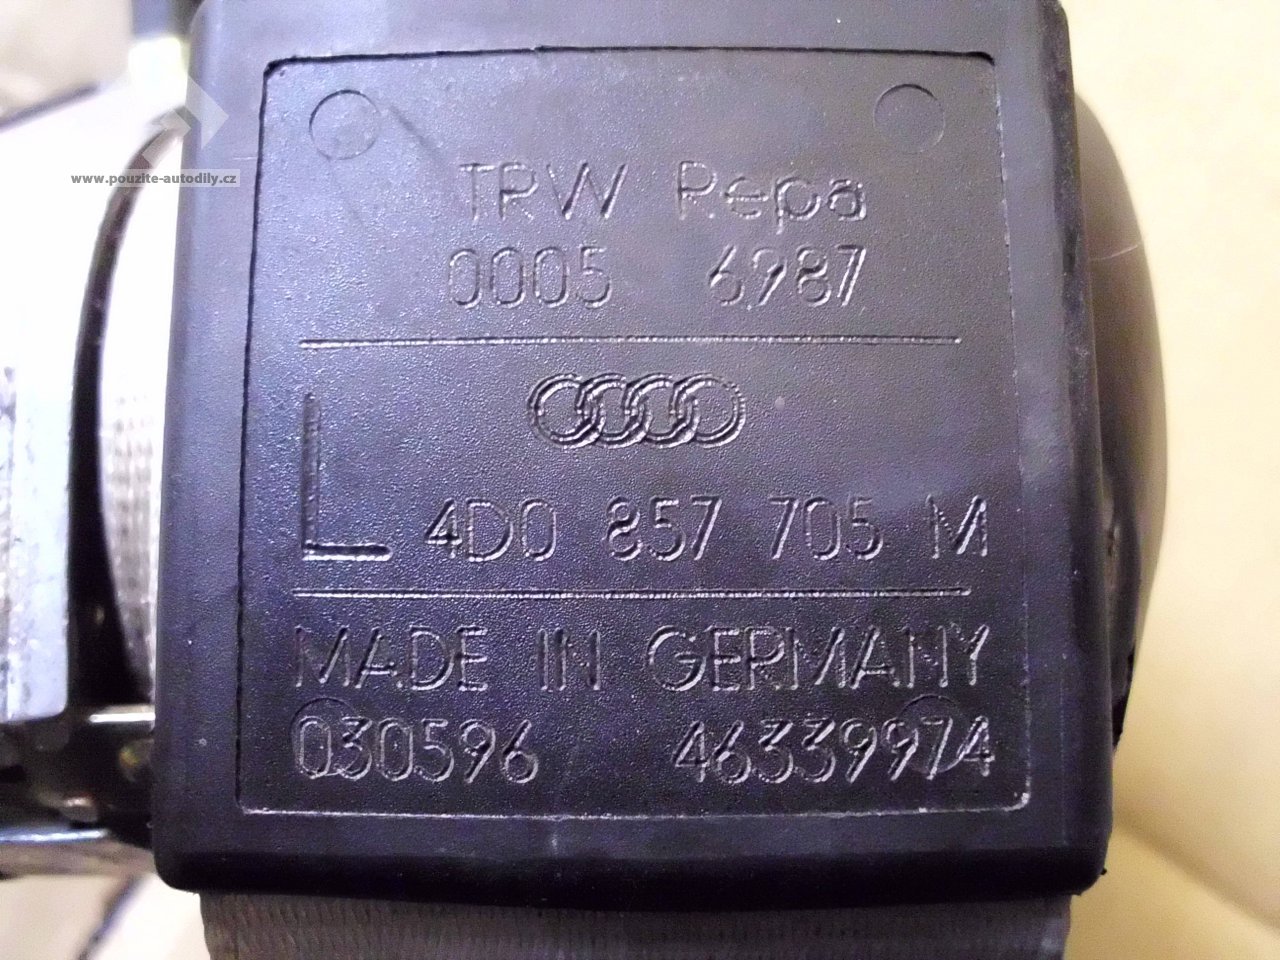 TRW Repa
0005 6987
L 4D0 857 705 M
MADE IN GERMANY
030596 46339974
www.pouzite-autodily.cz